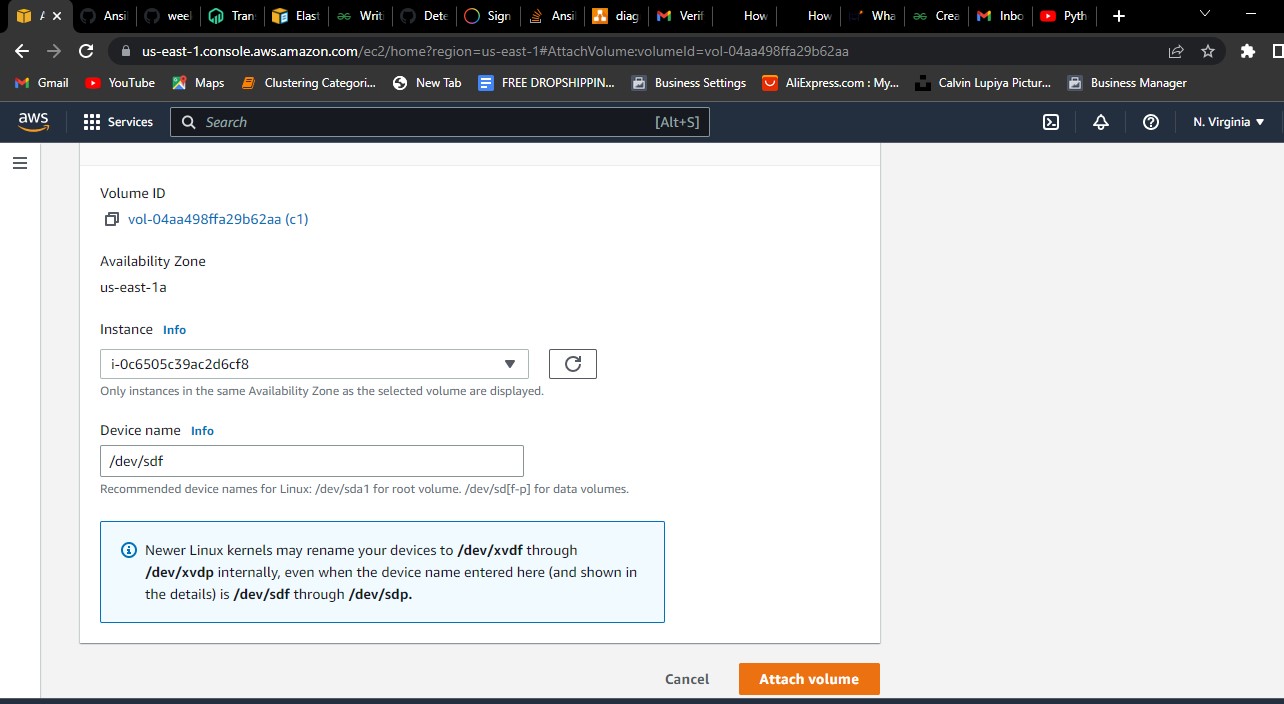 Ansi
week
Tran
Elast
Writ
Dete
Sign
Ansi
diag
Verif
How
How
Wha
Crea
Inbo
Pyth
us-east-1.console.aws.amazon.com/ec2/home?region=us-east-1#AttachVolume:volumeId=vol-04aa498ffa29b62aa
Gmail YouTube Maps Clustering Categori... New Tab FREE DROPSHIPPIN... Business Settings AliExpress.com : My... Calvin Lupiya Pictur... Business Manager
aws Services Search [Alt+S] N. Virginia
Volume ID
vol-04aa498ffa29b62aa (c1)
Availability Zone
us-east-1a
Instance Info
i-0c6505c39ac2d6cf8
Only instances in the same Availability Zone as the selected volume are displayed.
Device name Info
/dev/sdf
Recommended device names for Linux: /dev/sda1 for root volume. /dev/sd[f-p] for data volumes.
Newer Linux kernels may rename your devices to /dev/xvdf through
/dev/xvdp internally, even when the device name entered here (and shown in
the details) is /dev/sdf through /dev/sdp.
Cancel Attach volume